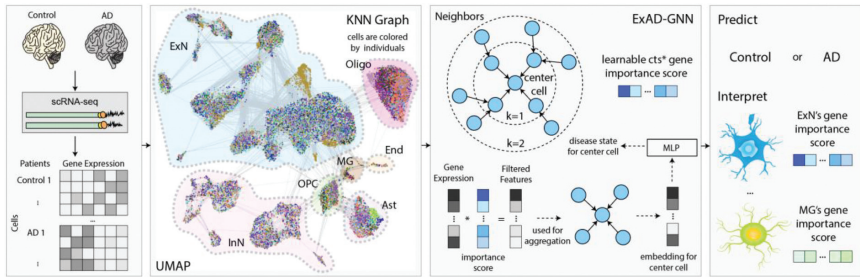 Control
AD
scRNA-seq
Patients
Gene Expression
Control 1
...
AD 1
Cells
KNN Graph
cells are colored
by individuals
ExN
Oligo
End
MG
OPC
Ast
InN
UMAP
Neighbors
ExAD-GNN
center
cell
k=1
k=2
learnable cts* gene
importance score
...
disease state
for center cell
MLP
Gene
Expression
Filtered
Features
*
=
importance
score
used for
aggregation
embedding for
center cell
Predict
Control or AD
Interpret
ExN's gene
importance
score
...
...
MG's gene
importance
score
...